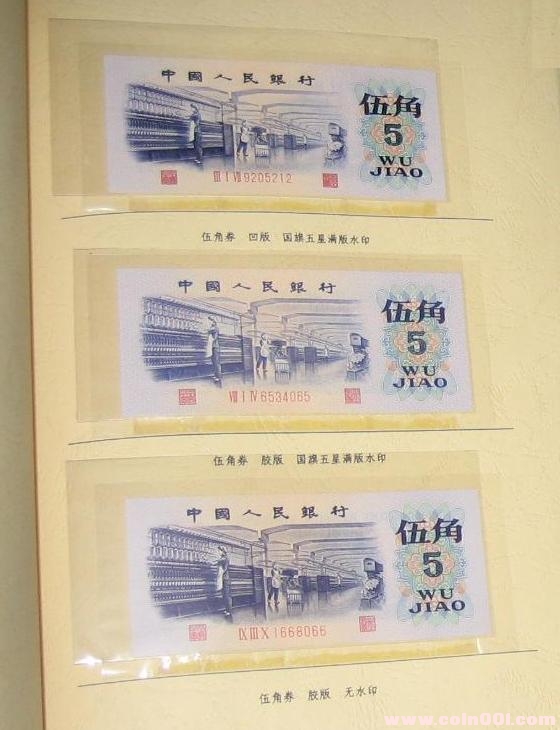 中國人民銀行
伍角
5
WU
JIAO
III I VII 9205212
伍角券 凹版 国旗五星满版水印
中國人民銀行
伍角
5
WU
JIAO
VIII I IV 6534065
伍角券 胶版 国旗五星满版水印
中國人民銀行
伍角
5
WU
JIAO
IX III X 1668066
伍角券 胶版 无水印
www.coin001.com